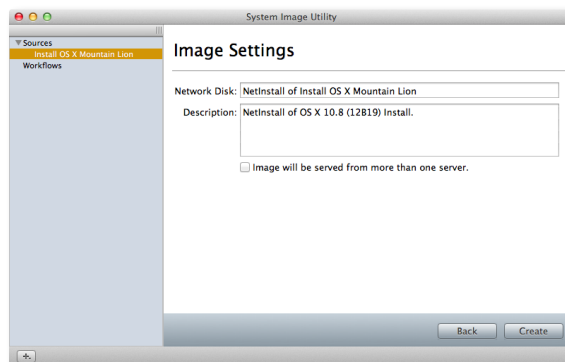 System Image Utility
Sources
Install OS X Mountain Lion
Workflows
Image Settings
Network Disk: NetInstall of Install OS X Mountain Lion
Description: NetInstall of OS X 10.8 (12B19) Install.
Image will be served from more than one server.
Back Create